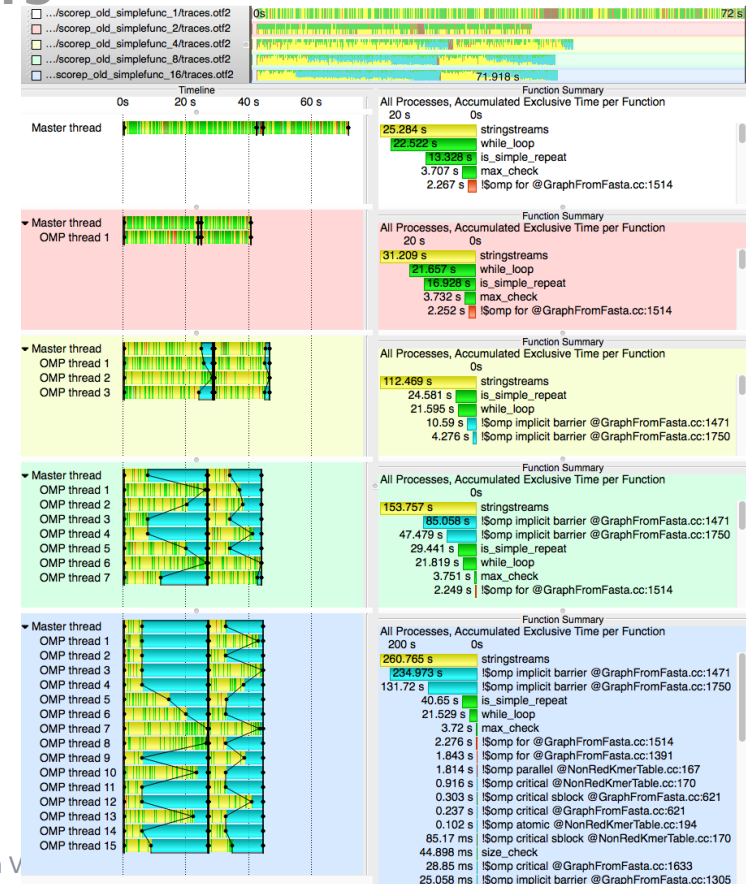 .../scorep_old_simplefunc_1/traces.otf2
0s
72 s
.../scorep_old_simplefunc_2/traces.otf2
.../scorep_old_simplefunc_4/traces.otf2
.../scorep_old_simplefunc_8/traces.otf2
...scorep_old_simplefunc_16/traces.otf2
71.918 s
Timeline
0s 20 s 40 s 60 s
Master thread
Function Summary
All Processes, Accumulated Exclusive Time per Function
20 s 0s
25.284 s stringstreams
22.522 s while_loop
13.328 s is_simple_repeat
3.707 s max_check
2.267 s !$omp for @GraphFromFasta.cc:1514
Master thread
OMP thread 1
Function Summary
All Processes, Accumulated Exclusive Time per Function
20 s 0s
31.209 s stringstreams
21.657 s while_loop
16.928 s is_simple_repeat
3.732 s max_check
2.252 s !$omp for @GraphFromFasta.cc:1514
Master thread
OMP thread 1
OMP thread 2
OMP thread 3
Function Summary
All Processes, Accumulated Exclusive Time per Function
0s
112.469 s stringstreams
24.581 s is_simple_repeat
21.595 s while_loop
10.59 s !$omp implicit barrier @GraphFromFasta.cc:1471
4.276 s !$omp implicit barrier @GraphFromFasta.cc:1750
Master thread
OMP thread 1
OMP thread 2
OMP thread 3
OMP thread 4
OMP thread 5
OMP thread 6
OMP thread 7
Function Summary
All Processes, Accumulated Exclusive Time per Function
0s
153.757 s stringstreams
85.058 s !$omp implicit barrier @GraphFromFasta.cc:1471
47.479 s !$omp implicit barrier @GraphFromFasta.cc:1750
29.441 s is_simple_repeat
21.819 s while_loop
3.751 s max_check
2.249 s !$omp for @GraphFromFasta.cc:1514
Master thread
OMP thread 1
OMP thread 2
OMP thread 3
OMP thread 4
OMP thread 5
OMP thread 6
OMP thread 7
OMP thread 8
OMP thread 9
OMP thread 10
OMP thread 11
OMP thread 12
OMP thread 13
OMP thread 14
OMP thread 15
Function Summary
All Processes, Accumulated Exclusive Time per Function
200 s 0s
260.765 s stringstreams
234.973 s !$omp implicit barrier @GraphFromFasta.cc:1471
131.72 s !$omp implicit barrier @GraphFromFasta.cc:1750
40.65 s is_simple_repeat
21.529 s while_loop
3.72 s max_check
2.276 s !$omp for @GraphFromFasta.cc:1514
1.843 s !$omp for @GraphFromFasta.cc:1391
1.814 s !$omp parallel @NonRedKmerTable.cc:167
0.916 s !$omp critical @NonRedKmerTable.cc:170
0.303 s !$omp critical sblock @GraphFromFasta.cc:621
0.237 s !$omp critical @GraphFromFasta.cc:621
0.102 s !$omp atomic @NonRedKmerTable.cc:194
85.17 ms !$omp critical sblock @NonRedKmerTable.cc:170
44.898 ms size_check
28.85 ms !$omp critical @GraphFromFasta.cc:1633
25.058 ms !$omp implicit barrier @GraphFromFasta.cc:1305